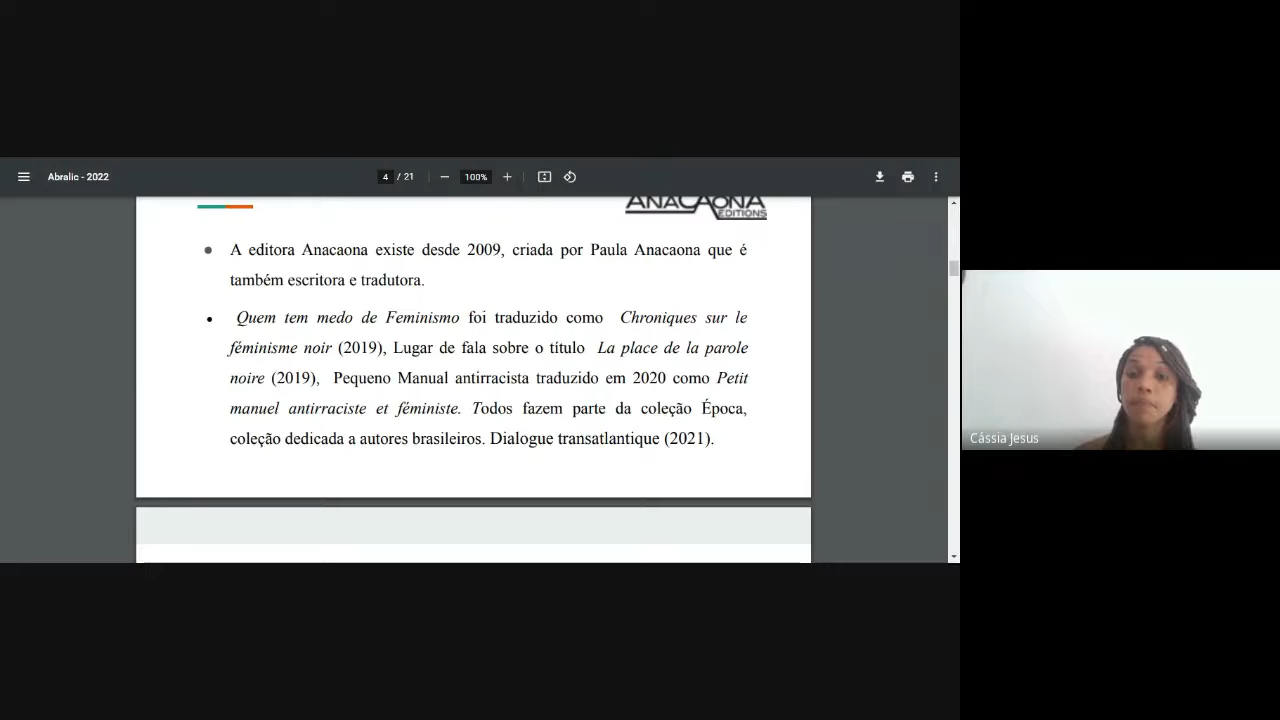 Abralic - 2022
4 / 21
100%
ANACAONA
EDITIONS
A editora Anacaona existe desde 2009, criada por Paula Anacaona que é
também escritora e tradutora.
Quem tem medo de Feminismo foi traduzido como Chroniques sur le
féminisme noir (2019), Lugar de fala sobre o titulo La place de la parole
noire (2019), Pequeno Manual antirracista traduzido em 2020 como Petit
manuel antirraciste et féministe. Todos fazem parte da coleção Época,
coleção dedicada a autores brasileiros. Dialogue transatlantique (2021).
Cássia Jesus